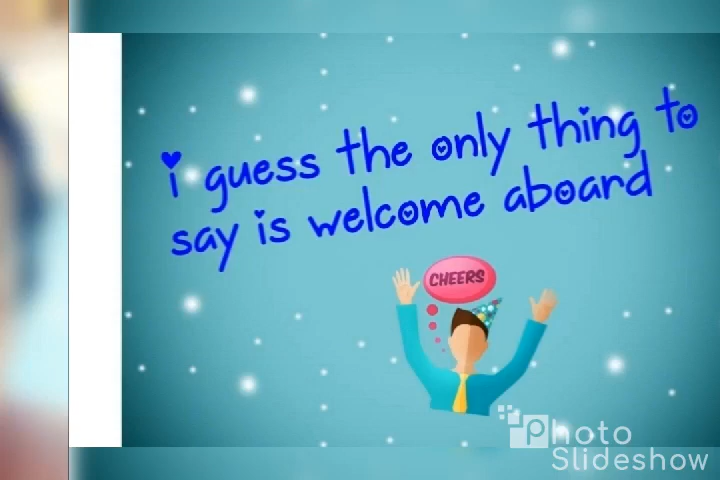 i guess the only thing to
say is welcome aboard
CHEERS
Photo
Slideshow